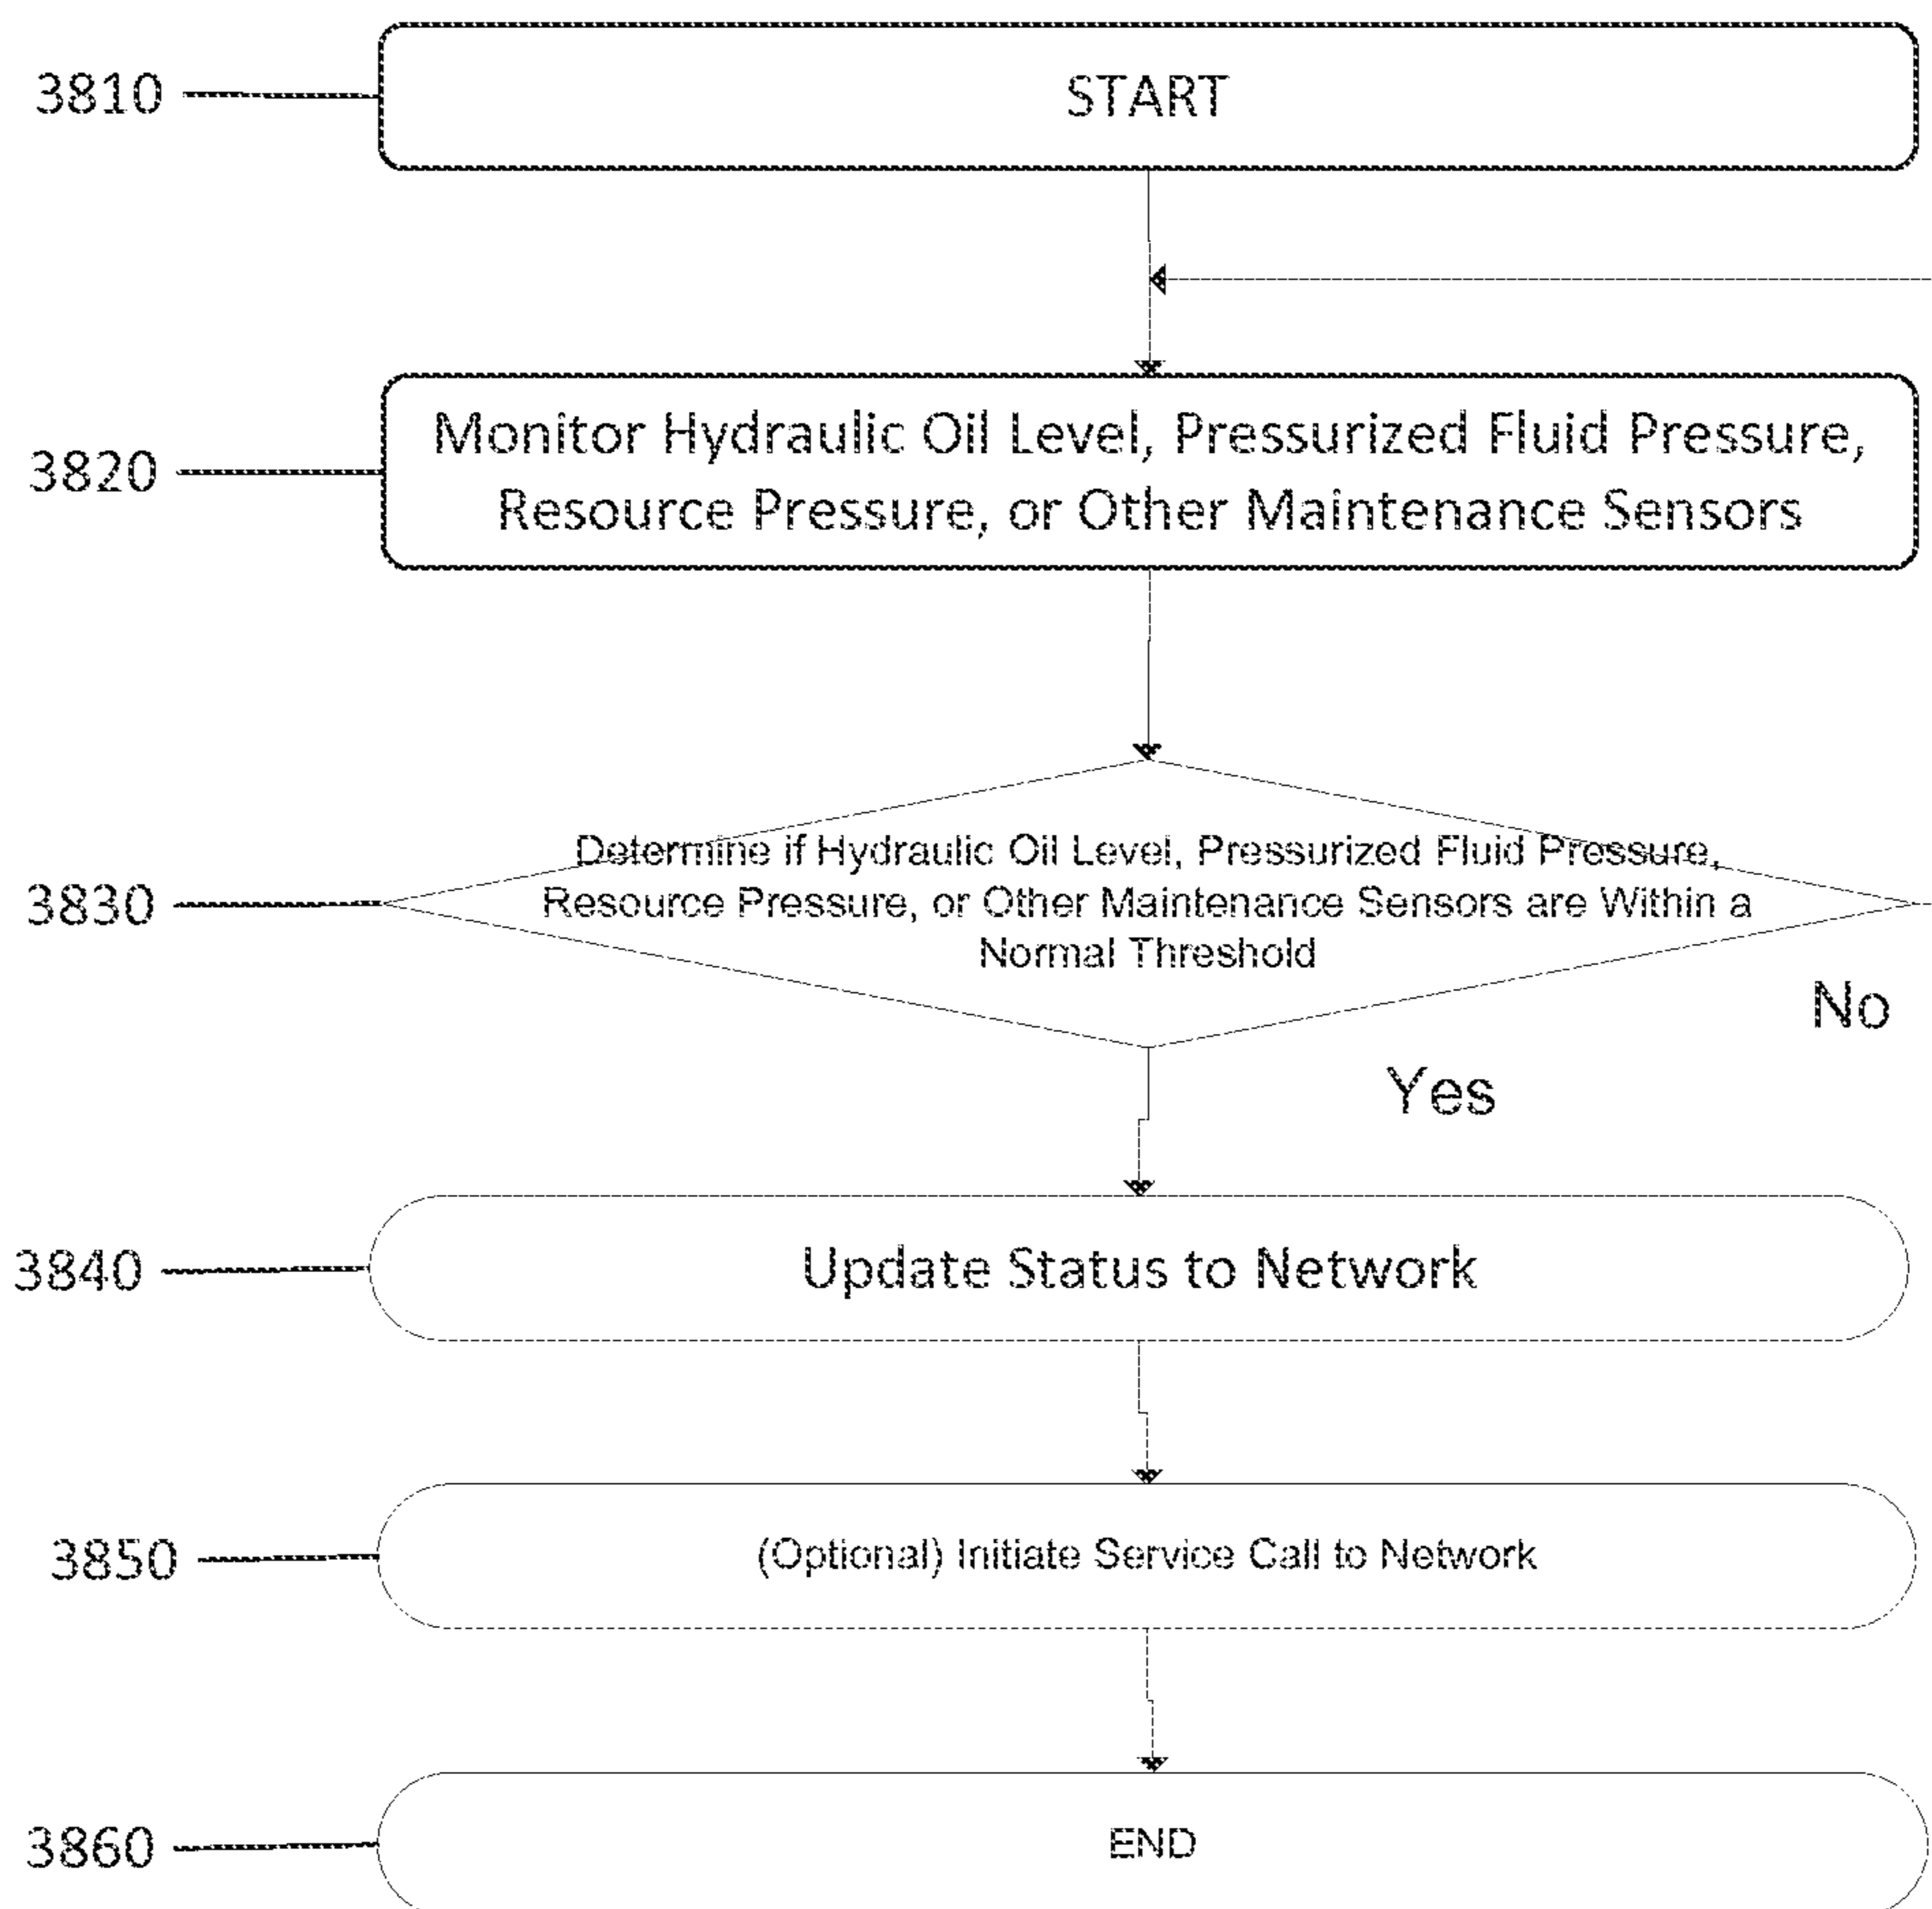 3810
START
3820
Monitor Hydraulic Oil Level, Pressurized Fluid Pressure,
Resource Pressure, or Other Maintenance Sensors
3830
Determine if Hydraulic Oil Level, Pressurized Fluid Pressure,
Resource Pressure, or Other Maintenance Sensors are Within a
Normal Threshold
No
Yes
3840
Update Status to Network
3850
(Optional) Initiate Service Call to Network
3860
END